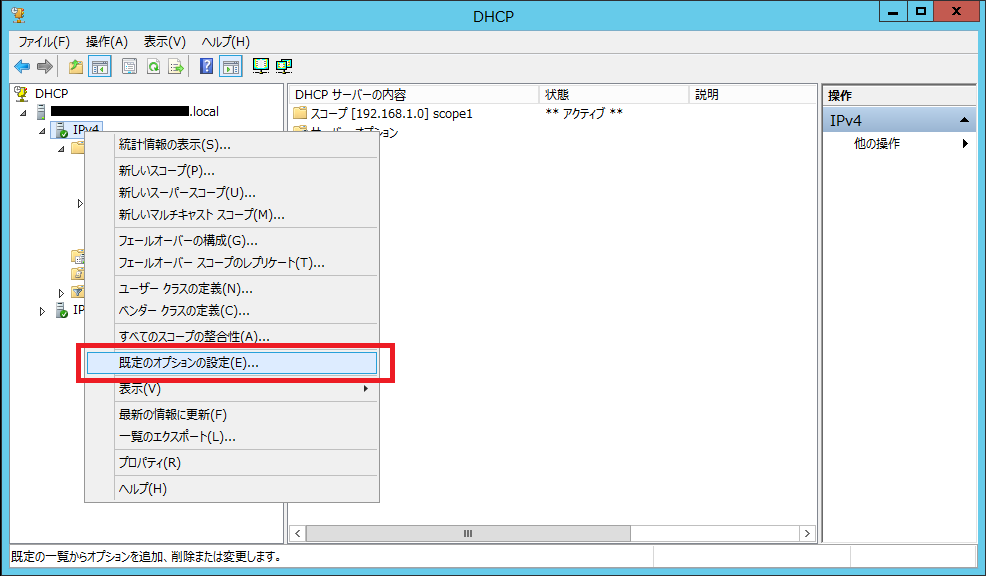 DHCP
ファイル(F) 操作(A) 表示(V) ヘルプ(H)
DHCP
.local
IPv4
IP
DHCP サーバーの内容 状態 説明
スコープ [192.168.1.0] scope1 ** アクティブ **
サーバー オプション
統計情報の表示(S)...
新しいスコープ(P)...
新しいスーパースコープ(U)...
新しいマルチキャスト スコープ(M)...
フェールオーバーの構成(G)...
フェールオーバー スコープのレプリケート(T)...
ユーザー クラスの定義(N)...
ベンダー クラスの定義(C)...
すべてのスコープの整合性(A)...
既定のオプションの設定(E)...
表示(V)
最新の情報に更新(F)
一覧のエクスポート(L)...
プロパティ(R)
ヘルプ(H)
操作
IPv4
他の操作
既定の一覧からオプションを追加、削除または変更します。